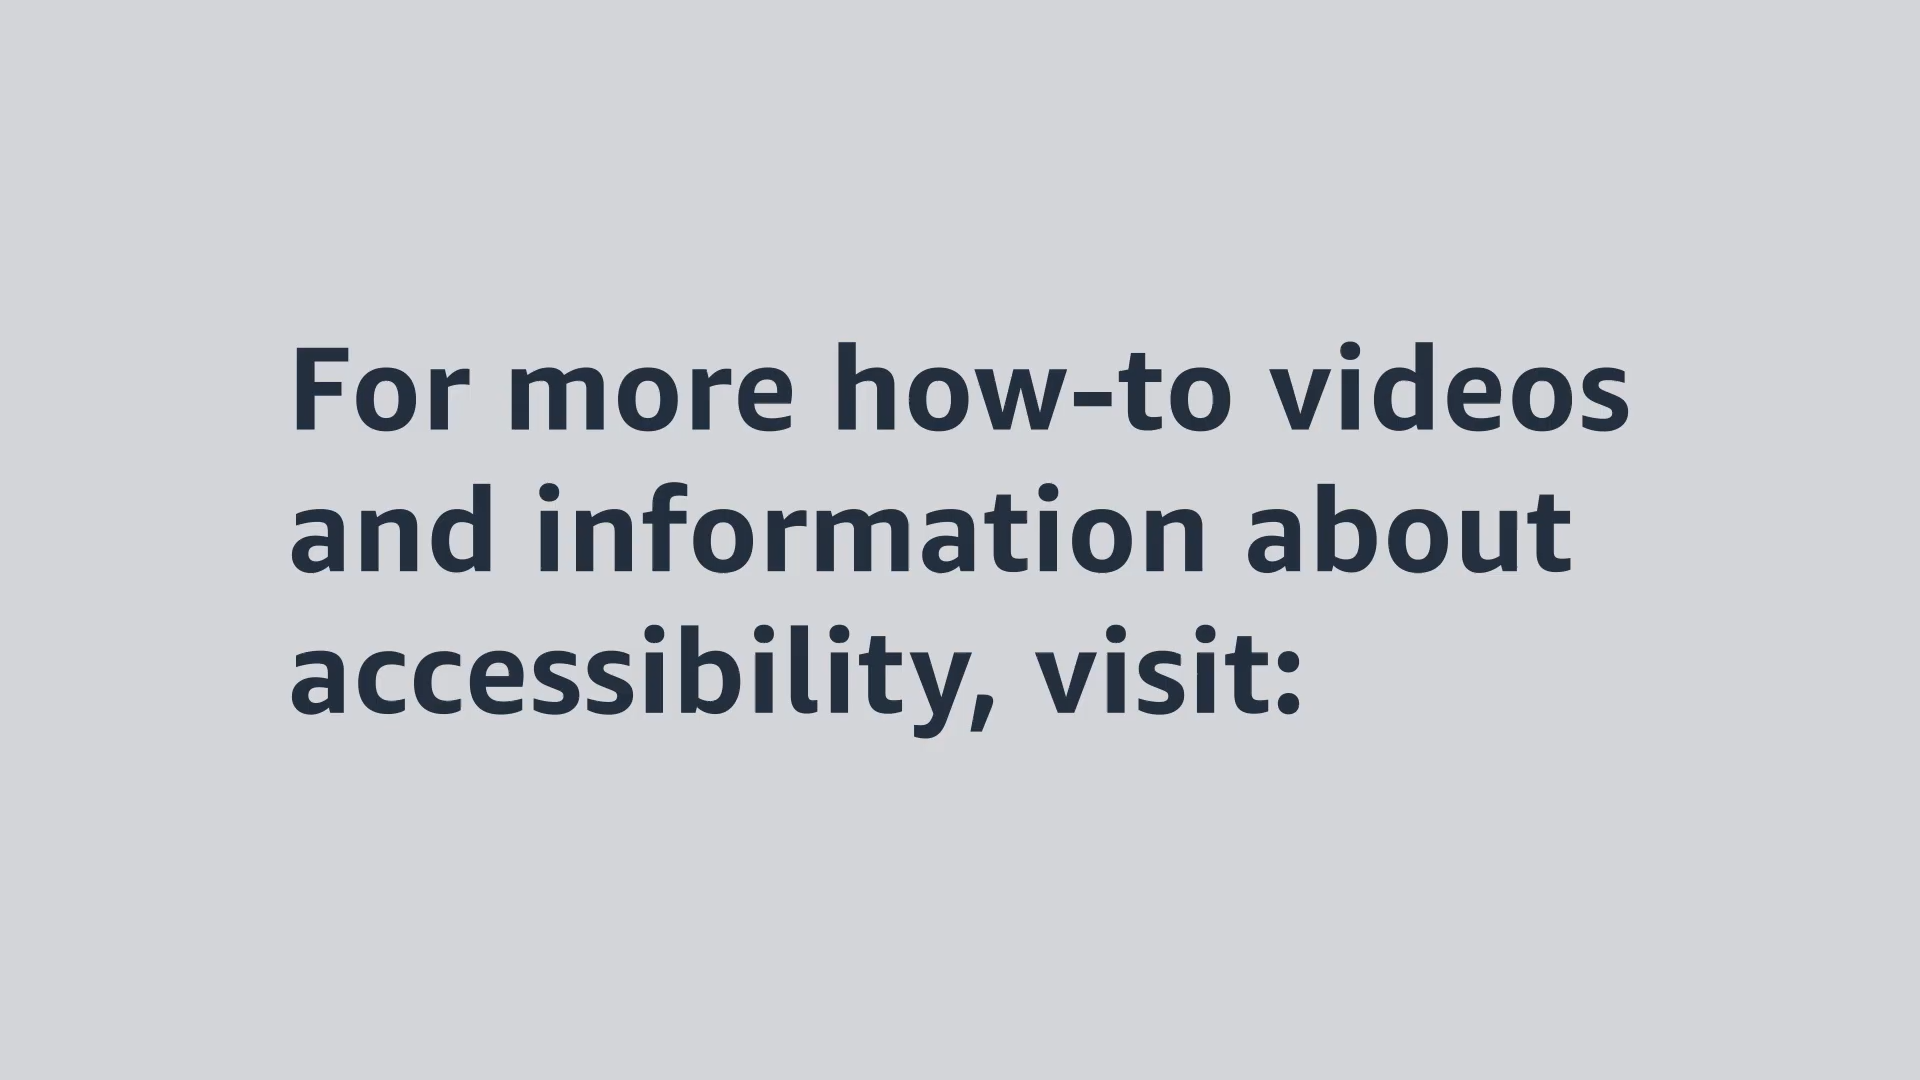 For more how-to videos
and information about
accessibility, visit: